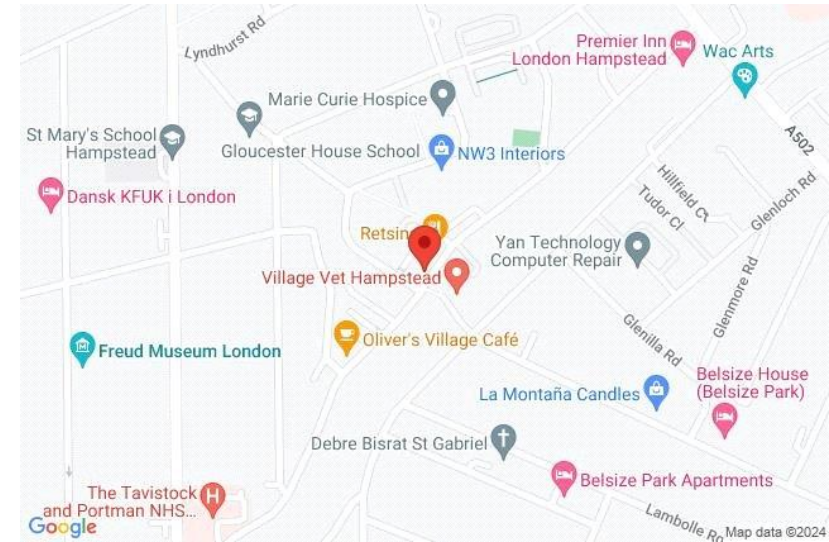 Lyndhurst Rd
Premier Inn
London Hampstead
Wac Arts
Marie Curie Hospice
A502
St Mary's School
Hampstead
Gloucester House School
NW3 Interiors
Dansk KFUK i London
Hillfield Ct
Tudor Cl
Glenloch Rd
Yan Technology
Computer Repair
Village Vet Hampstead
Glenmore Rd
Glenilla Rd
Oliver's Village Café
Freud Museum London
Belsize House
(Belsize Park)
La Montaña Candles
Debre Bisrat St Gabriel
Belsize Park Apartments
The Tavistock
and Portman NHS...
Lambolle Ro
Google
Map data ©2024